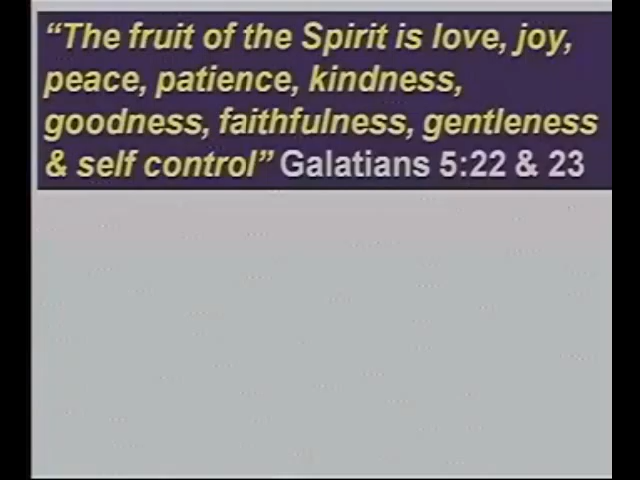 “The fruit of the Spirit is love, joy,
peace, patience, kindness,
goodness, faithfulness, gentleness
& self control” Galatians 5:22 & 23